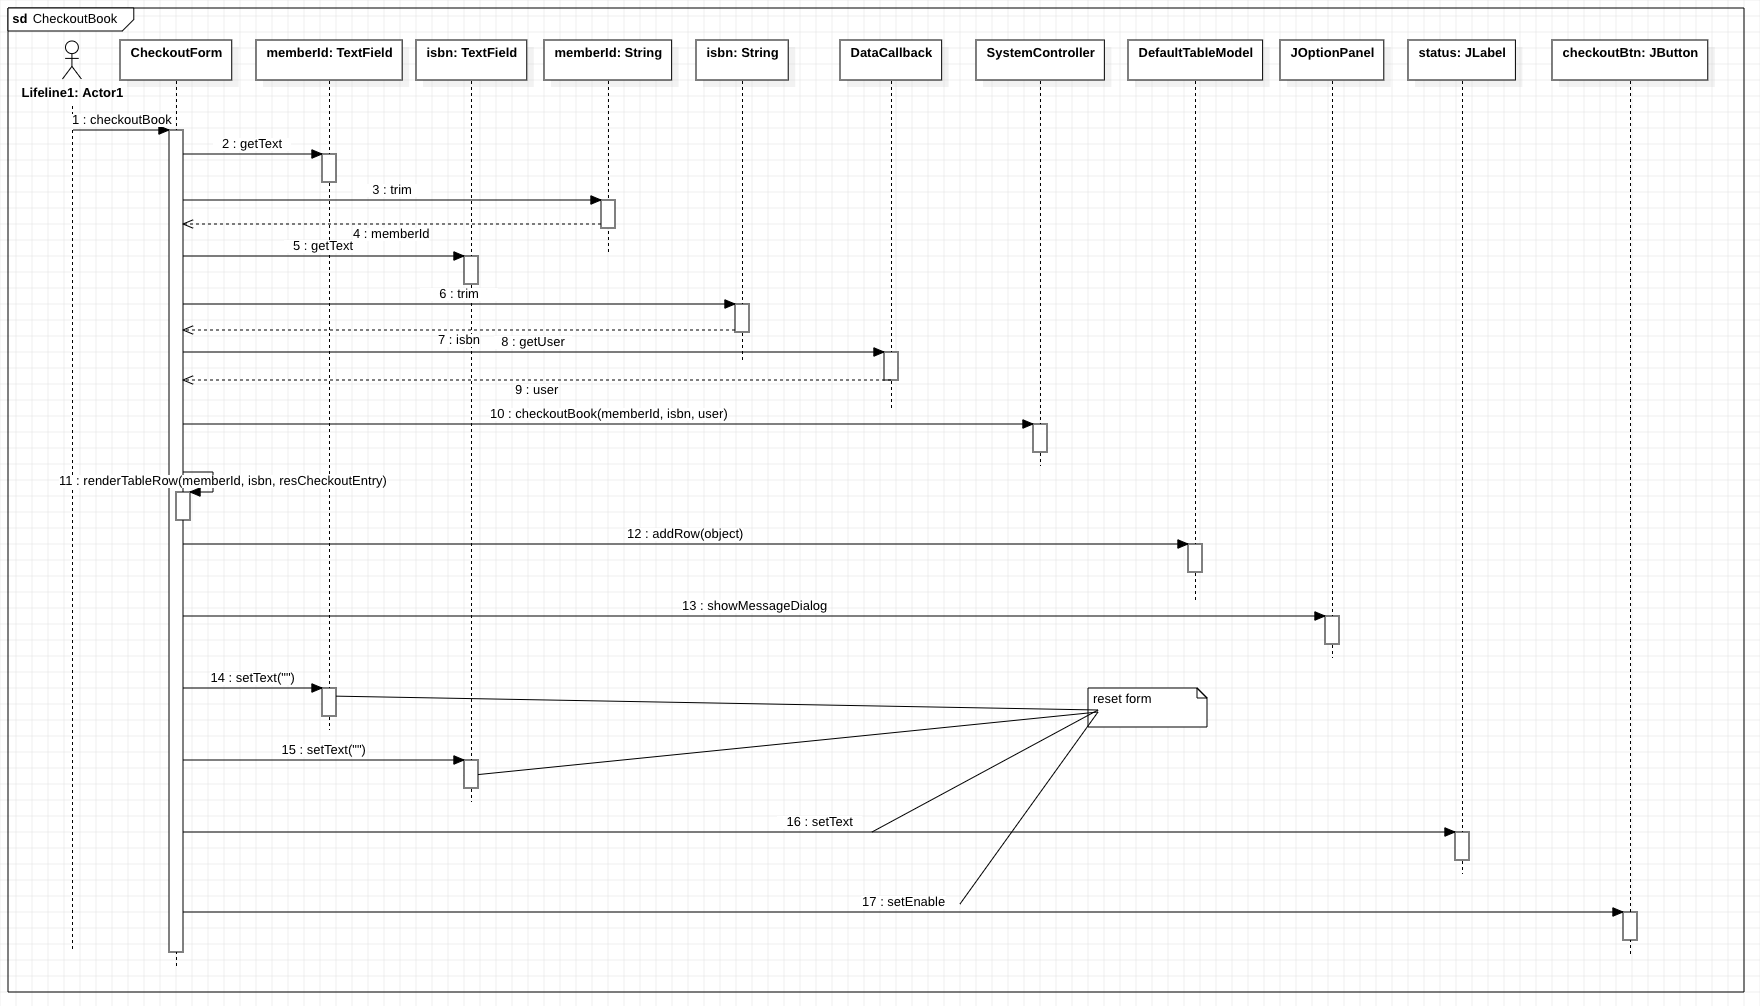 sd CheckoutBook
CheckoutForm
memberId: TextField
isbn: TextField
memberId: String
isbn: String
DataCallback
SystemController
DefaultTableModel
JOptionPanel
status: JLabel
checkoutBtn: JButton
Lifeline1: Actor1
1 : checkoutBook
2 : getText
3 : trim
4 : memberId
5 : getText
6 : trim
7 : isbn
8 : getUser
9 : user
10 : checkoutBook(memberId, isbn, user)
11 : renderTableRow(memberId, isbn, resCheckoutEntry)
12 : addRow(object)
13 : showMessageDialog
14 : setText("")
reset form
15 : setText("")
16 : setText
17 : setEnable